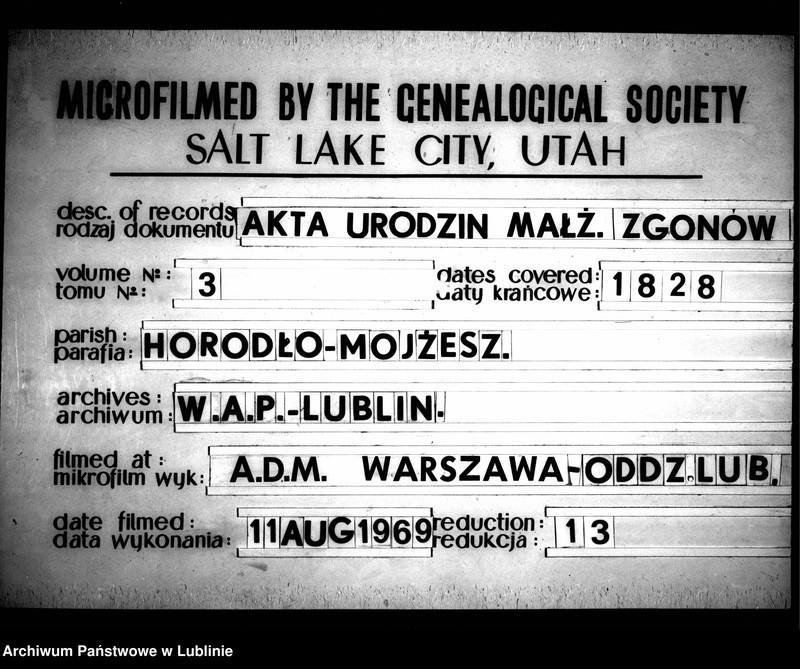 MICROFILMED BY THE GENEALOGICAL SOCIETY
SALT LAKE CITY, UTAH
desc. of records
rodzaj dokumentu AKTA URODZIN MAŁŻ. ZGONÓW
volume №: dates covered:
tomu №: 3 daty krańcowe: 1828
parish:
parafia: HORODŁO-MOJŻESZ.
archives:
archiwum: W.A.P.-LUBLIN.
filmed at:
mikrofilm wyk: A.D.M. WARSZAWA-ODDZ.LUB.
date filmed: reduction:
data wykonania: 11AUG1969 redukcja: 13
Archiwum Państwowe w Lublinie